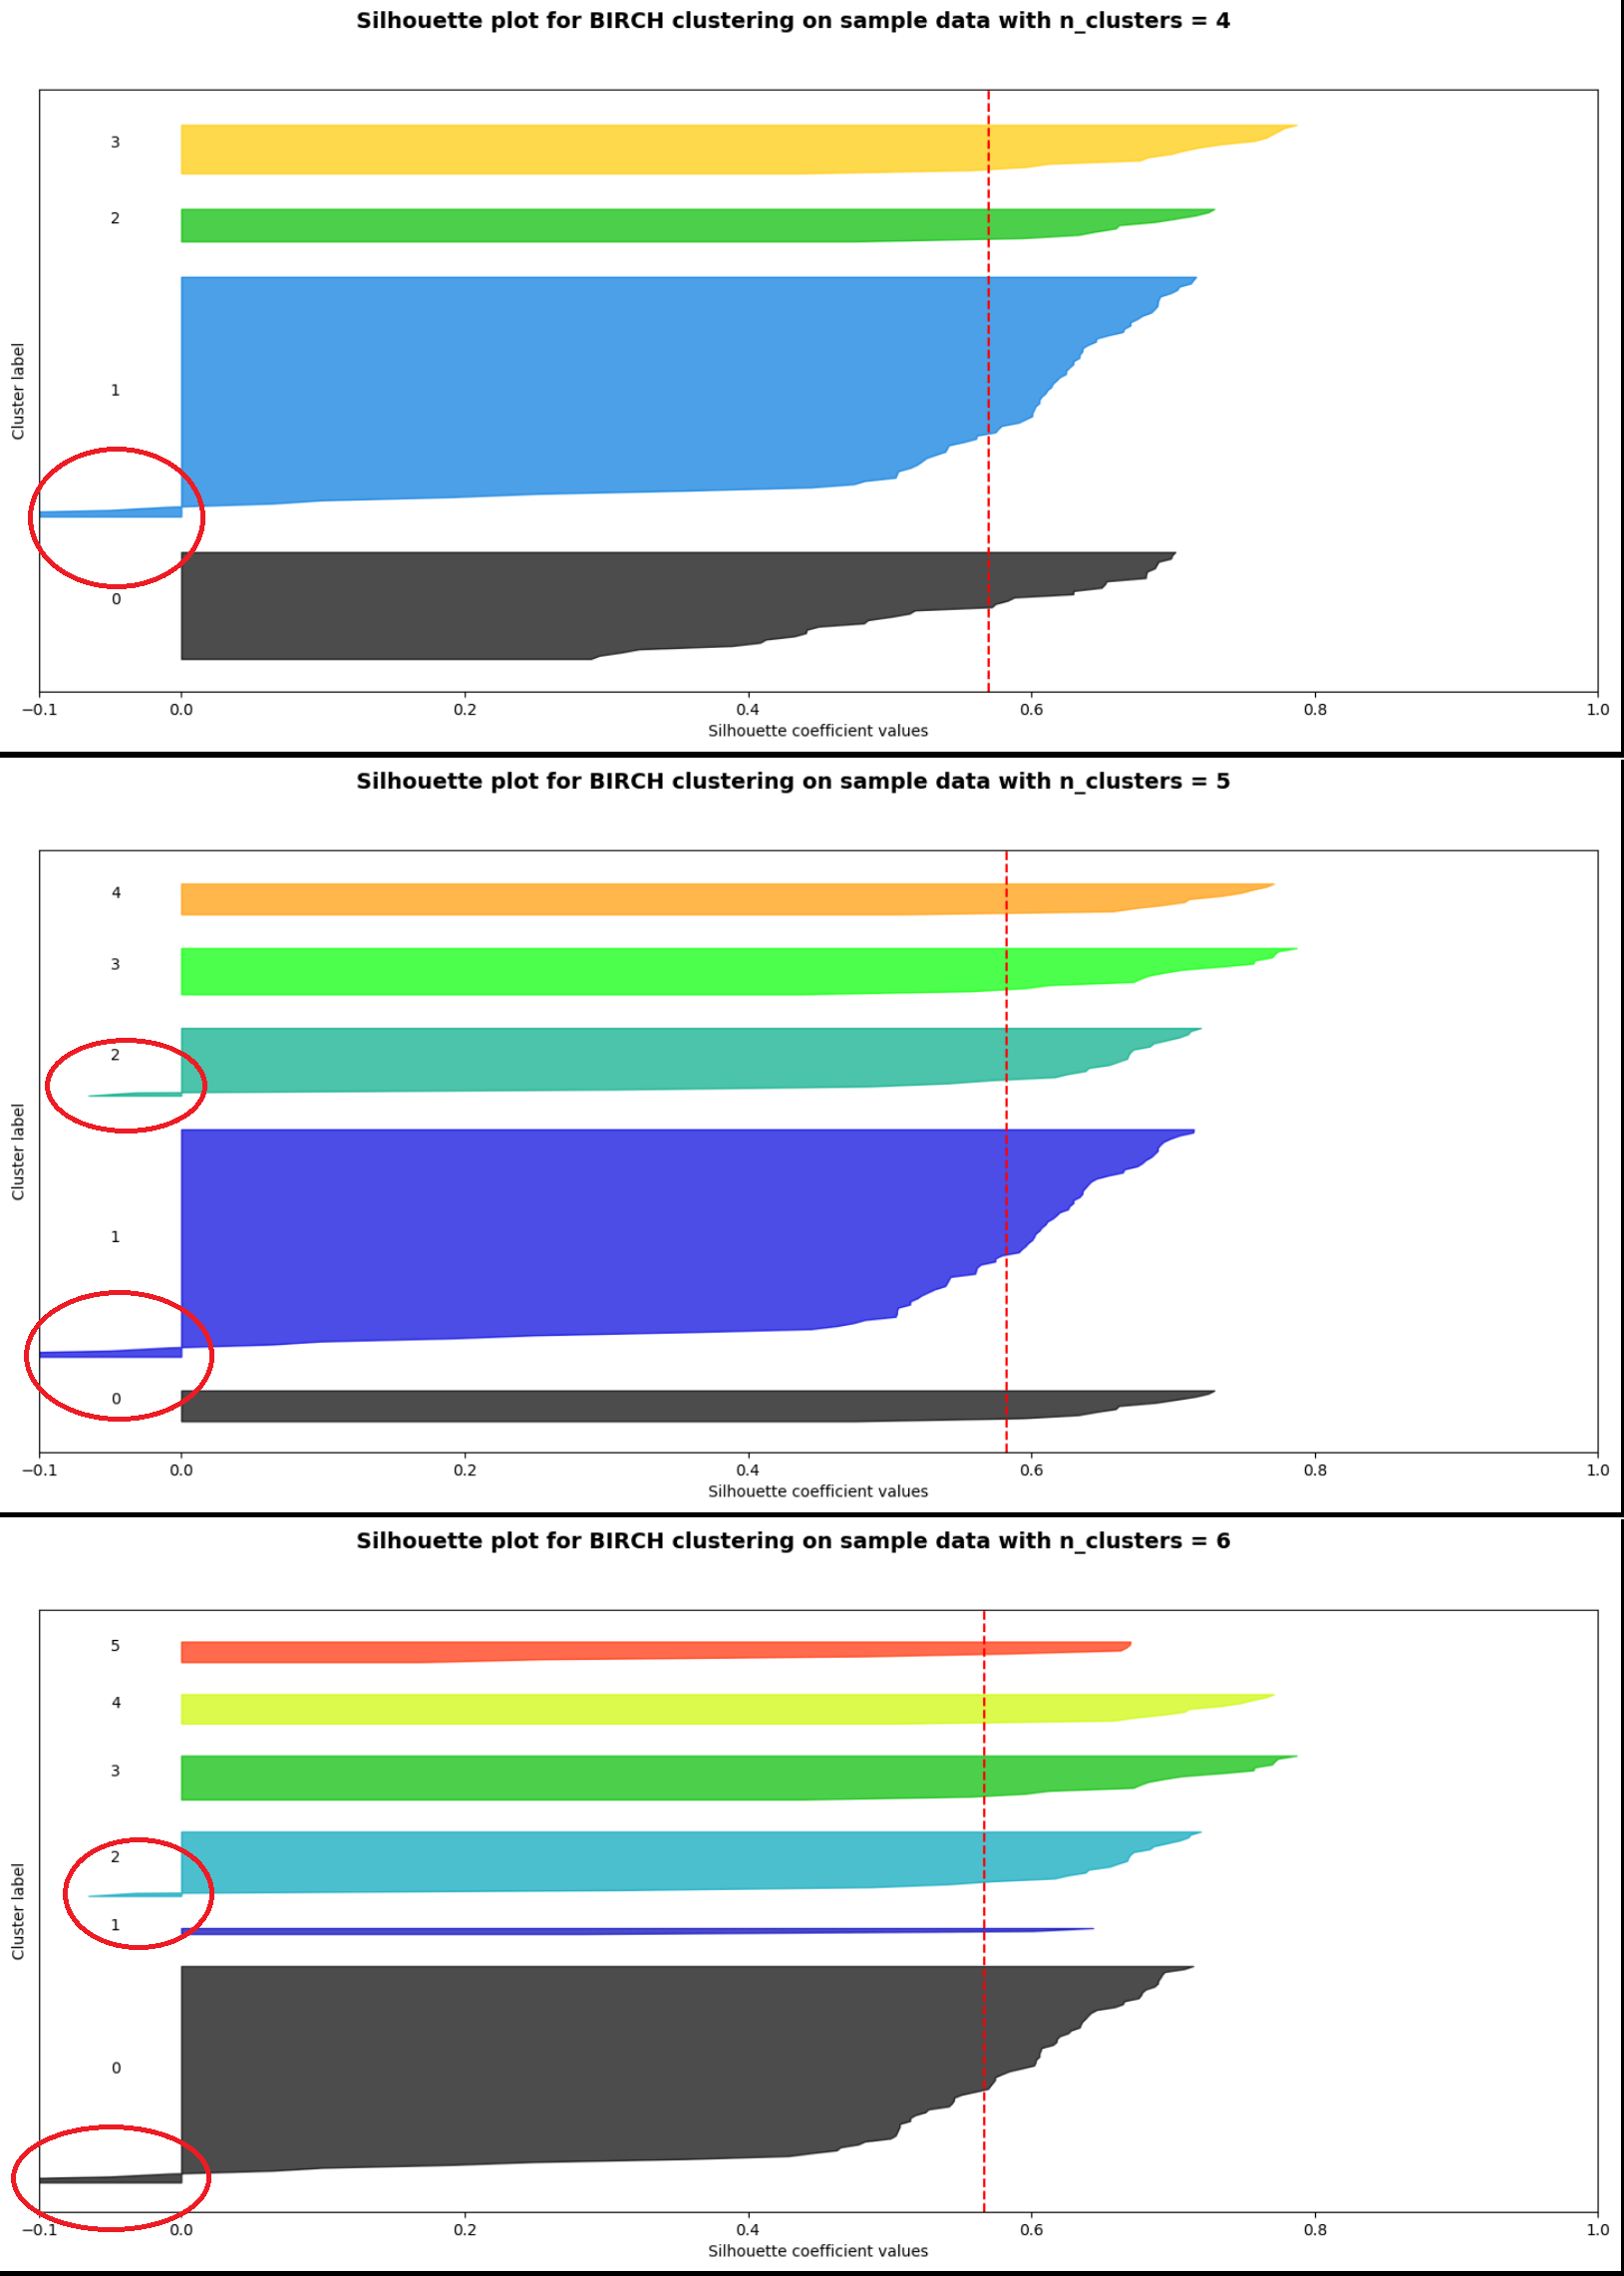 Silhouette plot for BIRCH clustering on sample data with n_clusters = 4
3
2
1
0
Cluster label
−0.1 0.0 0.2 0.4 0.6 0.8 1.0
Silhouette coefficient values
Silhouette plot for BIRCH clustering on sample data with n_clusters = 5
4
3
2
1
0
Cluster label
−0.1 0.0 0.2 0.4 0.6 0.8 1.0
Silhouette coefficient values
Silhouette plot for BIRCH clustering on sample data with n_clusters = 6
5
4
3
2
1
0
Cluster label
−0.1 0.0 0.2 0.4 0.6 0.8 1.0
Silhouette coefficient values